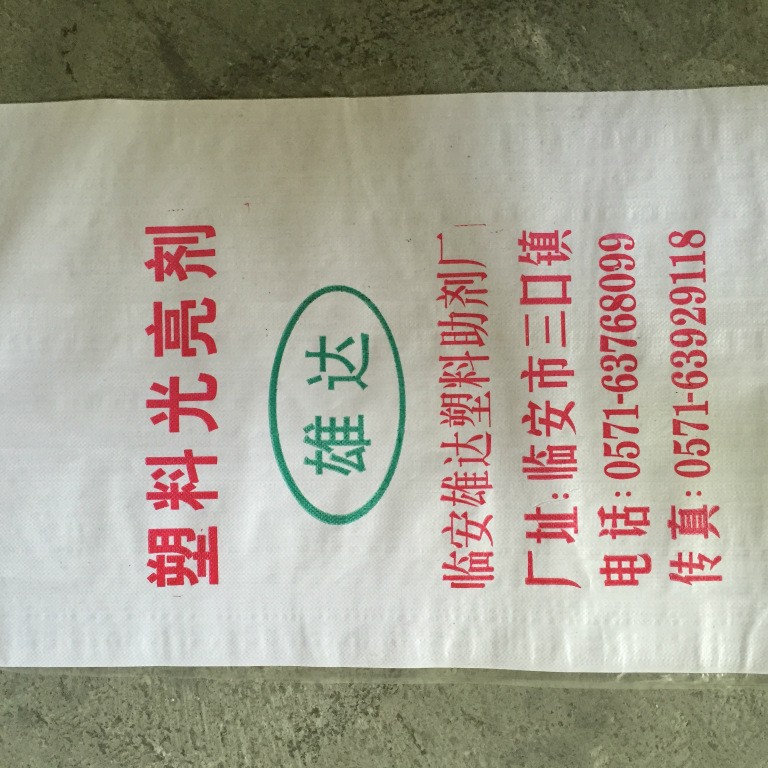 塑料光亮剂
雄达
临安雄达塑料助剂厂
厂址:临安市三口镇
电话:0571-63768099
传真:0571-63929118